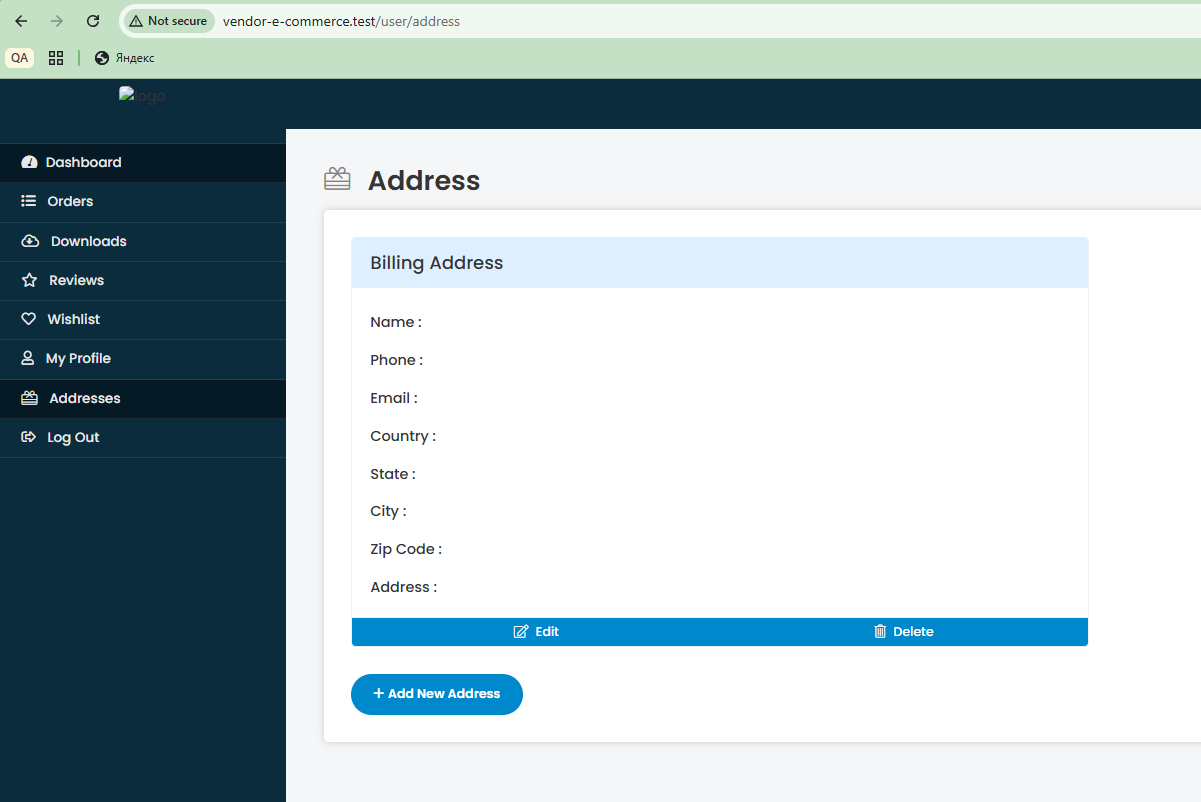 Not secure vendor-e-commerce.test/user/address
QA Яндекс
logo
Dashboard
Orders
Downloads
Reviews
Wishlist
My Profile
Addresses
Log Out
Address
Billing Address
Name :
Phone :
Email :
Country :
State :
City :
Zip Code :
Address :
Edit Delete
+ Add New Address